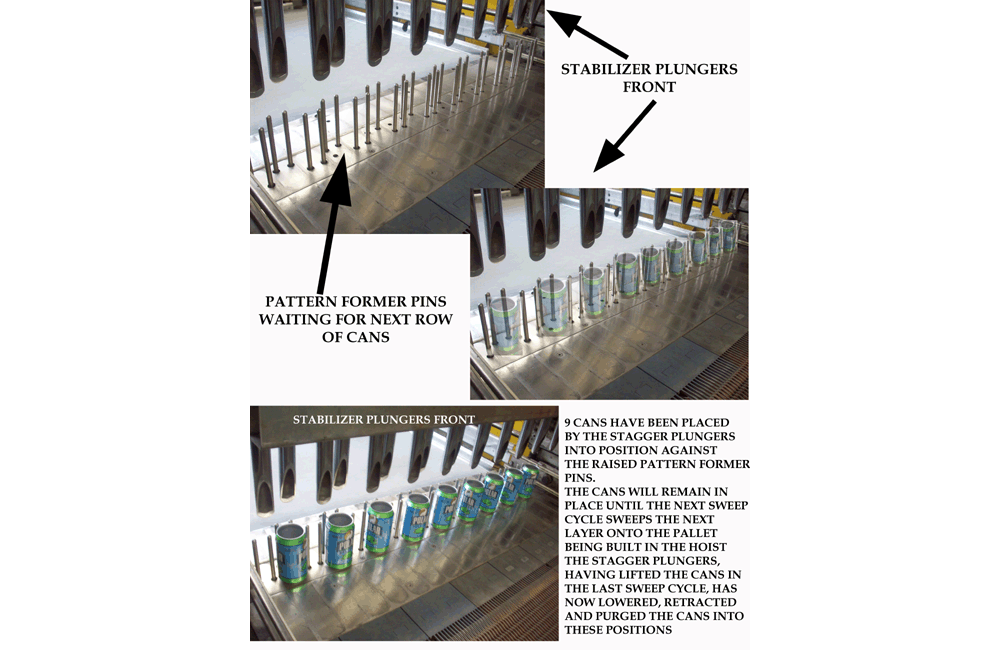 STABILIZER PLUNGERS
FRONT
PATTERN FORMER PINS
WAITING FOR NEXT ROW
OF CANS
STABILIZER PLUNGERS FRONT
9 CANS HAVE BEEN PLACED
BY THE STAGGER PLUNGERS
INTO POSITION AGAINST
THE RAISED PATTERN FORMER
PINS.
THE CANS WILL REMAIN IN
PLACE UNTIL THE NEXT SWEEP
CYCLE SWEEPS THE NEXT
LAYER ONTO THE PALLET
BEING BUILT IN THE HOIST
THE STAGGER PLUNGERS,
HAVING LIFTED THE CANS IN
THE LAST SWEEP CYCLE, HAS
NOW LOWERED, RETRACTED
AND PURGED THE CANS INTO
THESE POSITIONS